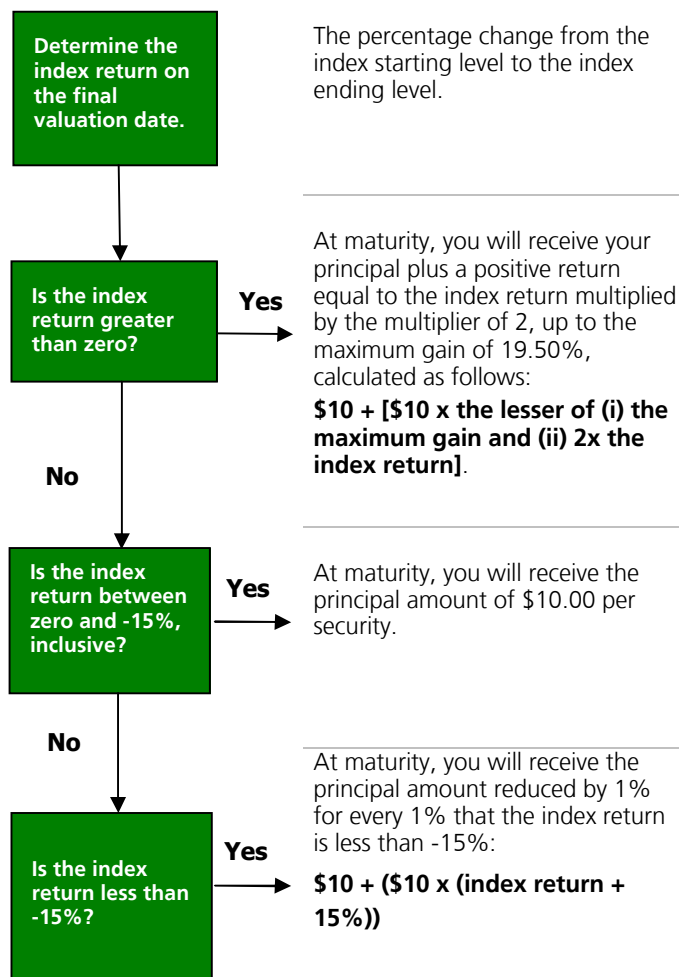 Determine the
index return on
the final
valuation date.
The percentage change from the
index starting level to the index
ending level.
Is the index
return greater
than zero?
Yes
At maturity, you will receive your
principal plus a positive return
equal to the index return multiplied
by the multiplier of 2, up to the
maximum gain of 19.50%,
calculated as follows:
$10 + [$10 x the lesser of (i) the
maximum gain and (ii) 2x the
index return].
No
Is the index
return between
zero and -15%,
inclusive?
Yes
At maturity, you will receive the
principal amount of $10.00 per
security.
No
Is the index
return less than
-15%?
Yes
At maturity, you will receive the
principal amount reduced by 1%
for every 1% that the index return
is less than -15%:
$10 + ($10 x (index return +
15%))